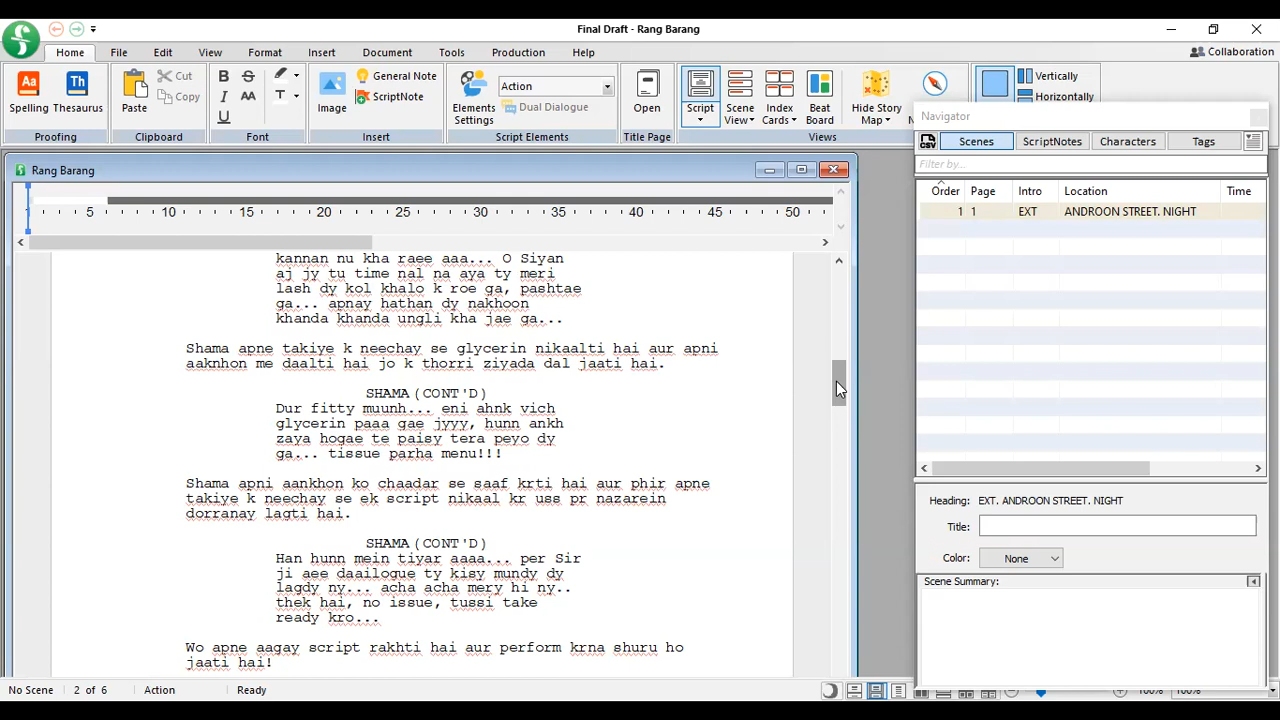 Final Draft - Rang Barang
Home File Edit View Format Insert Document Tools Production Help
Collaboration
Aa Th B S General Note Cut
Paste Copy I AA Image ScriptNote Elements Settings Action Dual Dialogue Open Script Scene View Index Cards Beat Board Hide Story Map Vertically Horizontally
Spelling Thesaurus U
Proofing Clipboard Font Insert Script Elements Title Page Views
Navigator
CSV Scenes ScriptNotes Characters Tags
Filter by...
Order Page Intro Location Time
1 1 EXT ANDROON STREET. NIGHT
Rang Barang
5 10 15 20 25 30 35 40 45 50
kannan nu kha raee aaa... O Siyan
aj jy tu time nal na aya ty meri
lash dy kol khalo k roe ga, pashtae
ga... apnay hathan dy nakhoon
khanda khanda ungli kha jae ga...
Shama apne takiye k neechay se glycerin nikaalti hai aur apni
aaknhon me daalti hai jo k thorri ziyada dal jaati hai.
SHAMA (CONT'D)
Dur fitty muunh... eni ahnk vich
glycerin paaa gae jyyy, hunn ankh
zaya hogae te paisy tera peyo dy
ga... tissue parha menu!!!
Shama apni aankhon ko chaadar se saaf krti hai aur phir apne
takiye k neechay se ek script nikaal kr uss pr nazarein
dorranay lagti hai.
SHAMA (CONT'D)
Han hunn mein tiyar aaaa... per Sir
ji aee daailogue ty kisy mundy dy
lagdy ny... acha acha mery hi ny..
thek hai, no issue, tussi take
ready kro...
Wo apne aagay script rakhti hai aur perform krna shuru ho
jaati hai!
Heading: EXT. ANDROON STREET. NIGHT
Title:
Color: None
Scene Summary:
No Scene 2 of 6 Action Ready 100% 100%